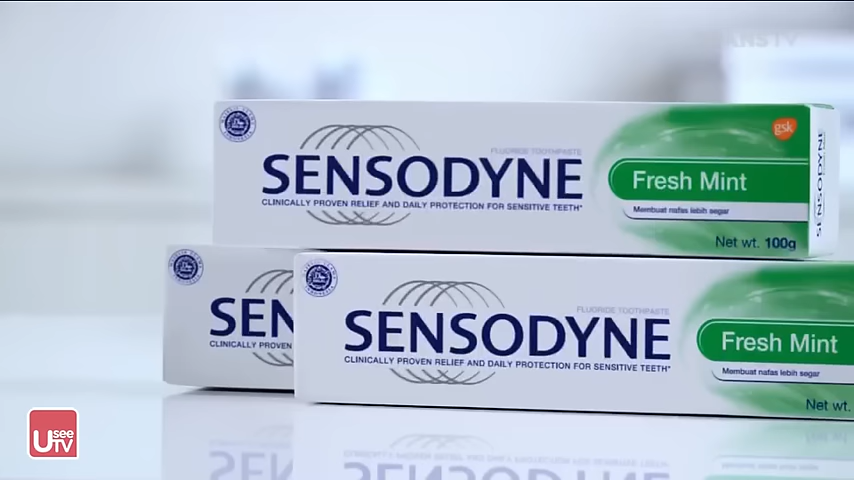 TRANSTV
FLUORIDE TOOTHPASTE
SENSODYNE
CLINICALLY PROVEN RELIEF AND DAILY PROTECTION FOR SENSITIVE TEETH*
gsk
Fresh Mint
Membuat nafas lebih segar
Net wt. 100g
SENSODYNE
SEN
CLINICALLY PROVEN
FLUORIDE TOOTHPASTE
SENSODYNE
CLINICALLY PROVEN RELIEF AND DAILY PROTECTION FOR SENSITIVE TEETH*
Fresh Mint
Membuat nafas lebih segar
Net wt.
UseeTV